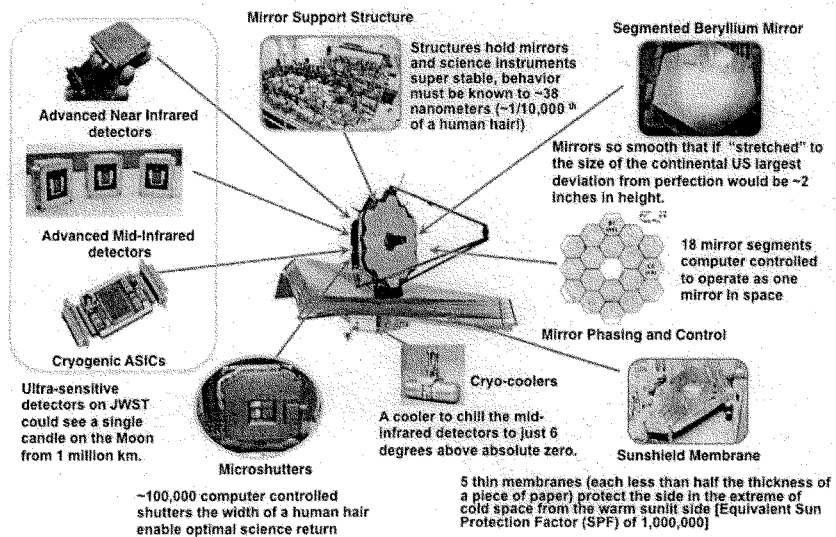 Mirror Support Structure
Structures hold mirrors
and science instruments
super stable, behavior
must be known to ~38
nanometers (~1/10,000 th
of a human hair!)
Segmented Beryllium Mirror
Mirrors so smooth that if "stretched" to
the size of the continental US largest
deviation from perfection would be ~2
inches in height.
Advanced Near Infrared
detectors
Advanced Mid-Infrared
detectors
Cryogenic ASICs
Ultra-sensitive
detectors on JWST
could see a single
candle on the Moon
from 1 million km.
18 mirror segments
computer controlled
to operate as one
mirror in space
Mirror Phasing and Control
Microshutters
~100,000 computer controlled
shutters the width of a human hair
enable optimal science return
Cryo-coolers
A cooler to chill the mid-
infrared detectors to just 6
degrees above absolute zero.
Sunshield Membrane
5 thin membranes (each less than half the thickness of
a piece of paper) protect the side in the extreme of
cold space from the warm sunlit side [Equivalent Sun
Protection Factor (SPF) of 1,000,000]